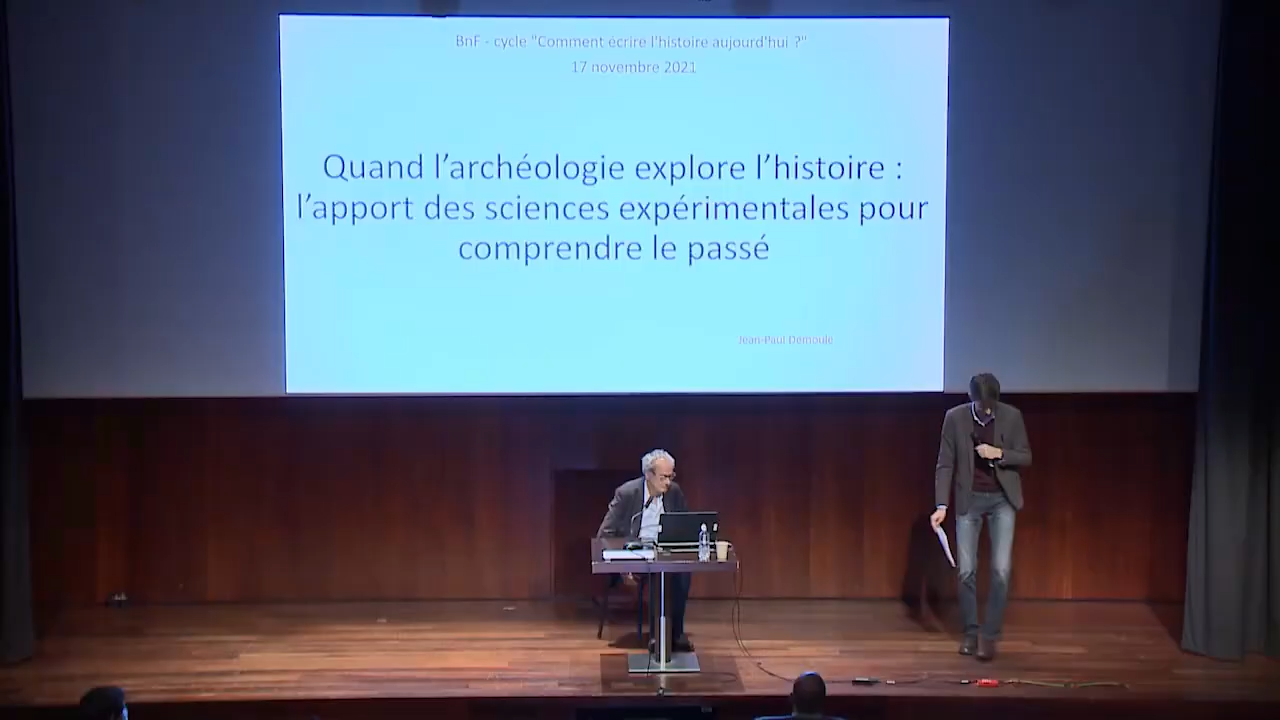 BnF - cycle "Comment écrire l'histoire aujourd'hui ?"
17 novembre 2021
Quand l'archéologie explore l'histoire :
l'apport des sciences expérimentales pour
comprendre le passé
Jean-Paul Demoule